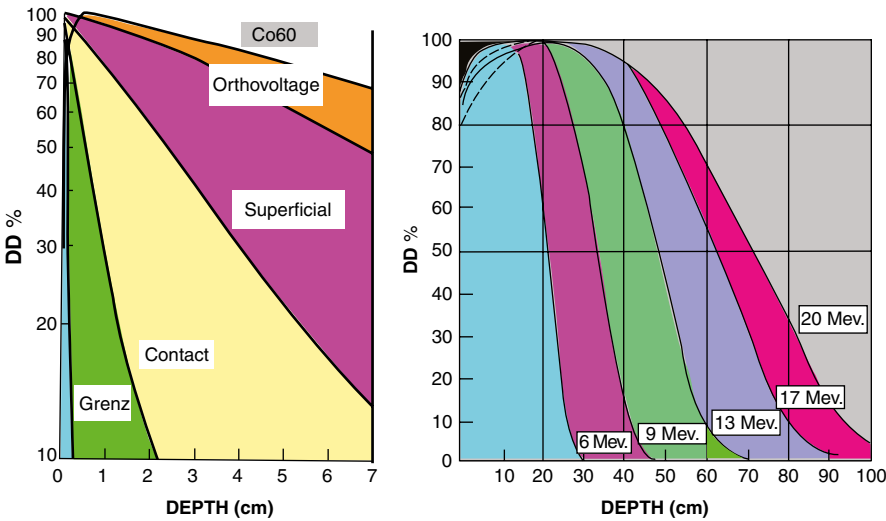 100
90
80
70
60
50
40
30
20
10
DD %
Co60
Orthovoltage
Superficial
Contact
Grenz
0 1 2 3 4 5 6 7
DEPTH (cm)
100
90
80
70
60
50
40
30
20
10
0
DD %
20 Mev.
17 Mev.
13 Mev.
9 Mev.
6 Mev.
10 20 30 40 50 60 70 80 90 100
DEPTH (cm)